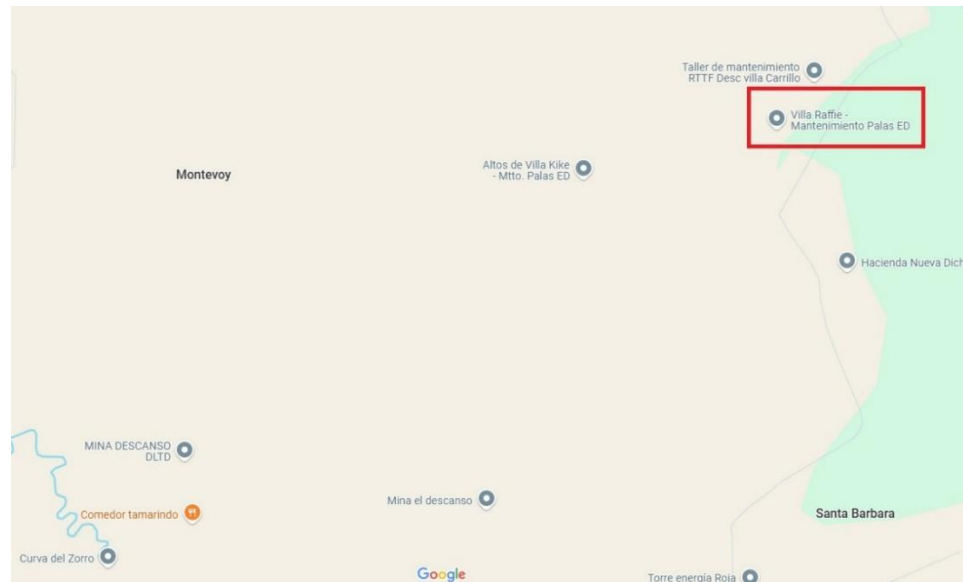 Taller de mantenimiento
RTTF Desc villa Carrillo
Villa Raffie -
Mantenimiento Palas ED
Altos de Villa Kike
- Mtto. Palas ED
Montevoy
Hacienda Nueva Dich
MINA DESCANSO
DLTD
Mina el descanso
Comedor tamarindo
Santa Barbara
Curva del Zorro
Google
Torre energia Roja